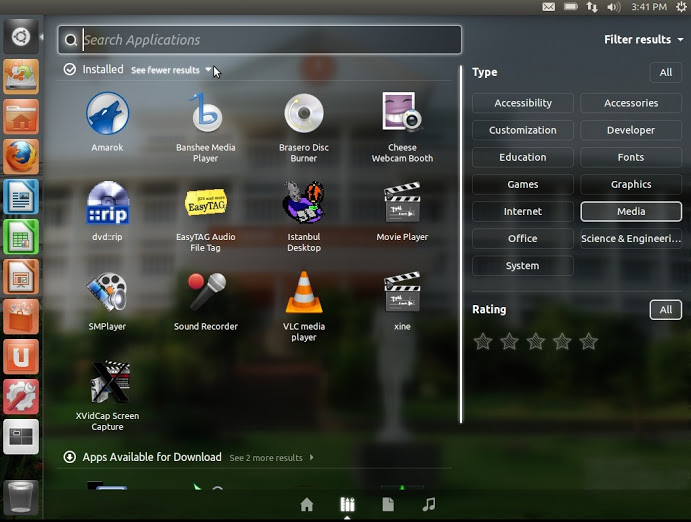 3:41 PM
Search Applications
Filter results
Installed See fewer results
Type
All
Amarok
Banshee Media
Player
Brasero Disc
Burner
Cheese
Webcam Booth
Accessibility
Accessories
Customization
Developer
Education
Fonts
Games
Graphics
Internet
Media
Office
Science & Engineeri...
System
::rip
dvd::rip
EasyTAG
EasyTAG Audio
File Tag
Istanbul
Desktop
Movie Player
SMPlayer
Sound Recorder
VLC media
player
xine
Rating
All
XVidCap Screen
Capture
Apps Available for Download See 2 more results